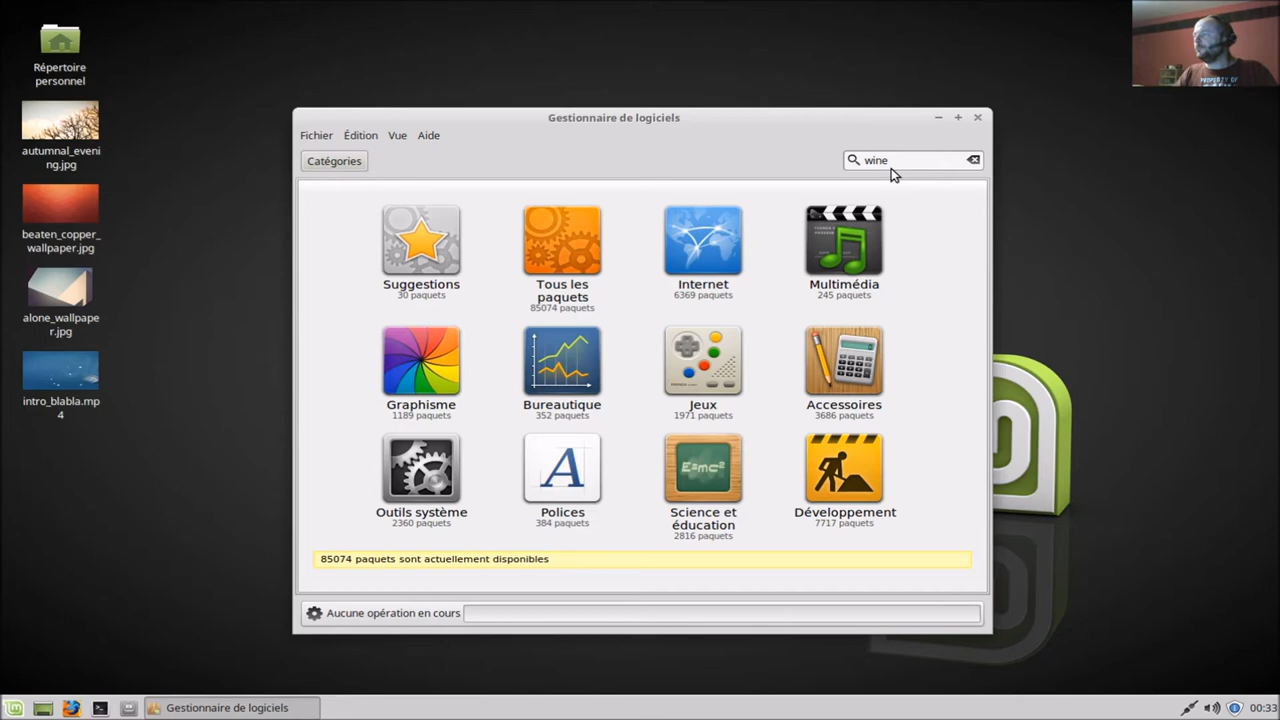 Répertoire
personnel
autumnal_eveni
ng.jpg
beaten_copper_
wallpaper.jpg
alone_wallpape
r.jpg
intro_blabla.mp
4
Gestionnaire de logiciels
Fichier Édition Vue Aide
Catégories
wine
Suggestions
30 paquets
Tous les
paquets
85074 paquets
Internet
6369 paquets
Multimédia
245 paquets
Graphisme
1189 paquets
Bureautique
352 paquets
Jeux
1971 paquets
Accessoires
3686 paquets
Outils système
2360 paquets
Polices
384 paquets
E=mc²
Science et
éducation
2816 paquets
Développement
7717 paquets
85074 paquets sont actuellement disponibles
Aucune opération en cours
Gestionnaire de logiciels
00:33
PROPERTY OF